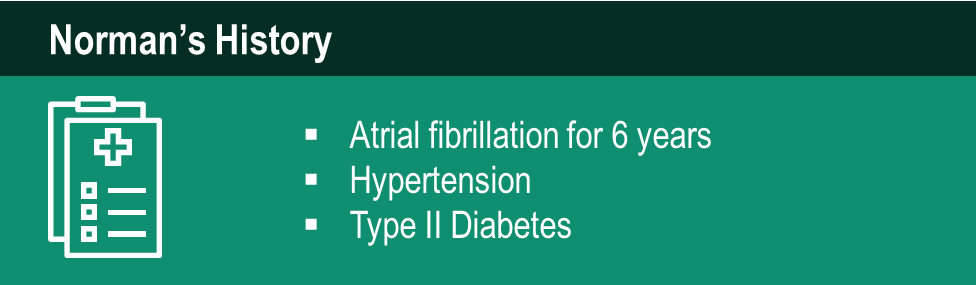 Norman’s History
▪ Atrial fibrillation for 6 years
▪ Hypertension
▪ Type II Diabetes